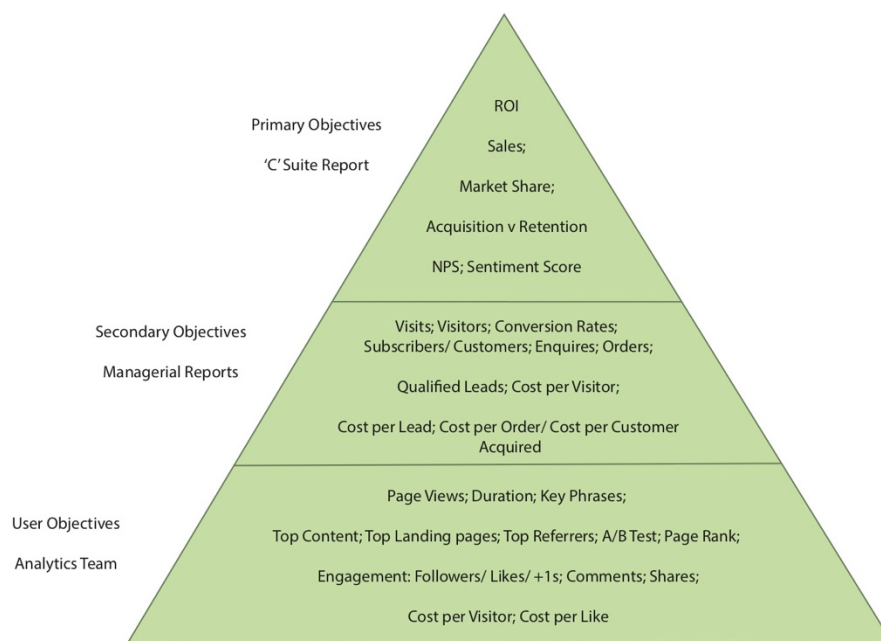 Primary Objectives
'C' Suite Report
ROI
Sales;
Market Share;
Acquisition v Retention
NPS; Sentiment Score
Secondary Objectives
Managerial Reports
Visits; Visitors; Conversion Rates;
Subscribers/ Customers; Enquires; Orders;
Qualified Leads; Cost per Visitor;
Cost per Lead; Cost per Order/ Cost per Customer
Acquired
User Objectives
Analytics Team
Page Views; Duration; Key Phrases;
Top Content; Top Landing pages; Top Referrers; A/B Test; Page Rank;
Engagement: Followers/ Likes/ +1s; Comments; Shares;
Cost per Visitor; Cost per Like